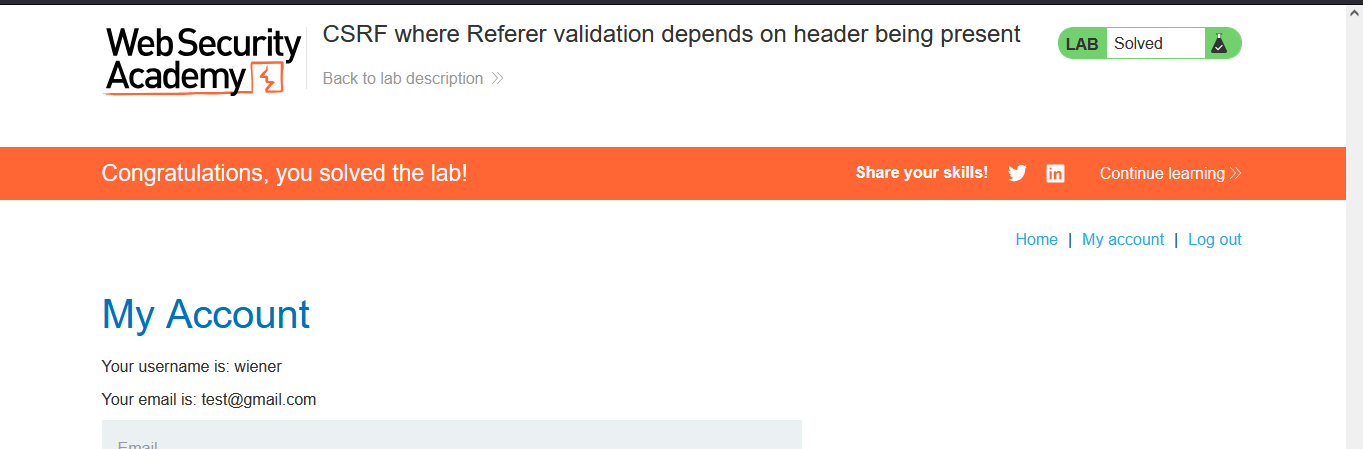 Web Security
Academy
CSRF where Referer validation depends on header being present
Back to lab description
LAB Solved
Congratulations, you solved the lab!
Share your skills!
Continue learning
Home | My account | Log out
My Account
Your username is: wiener
Your email is: test@gmail.com
Email